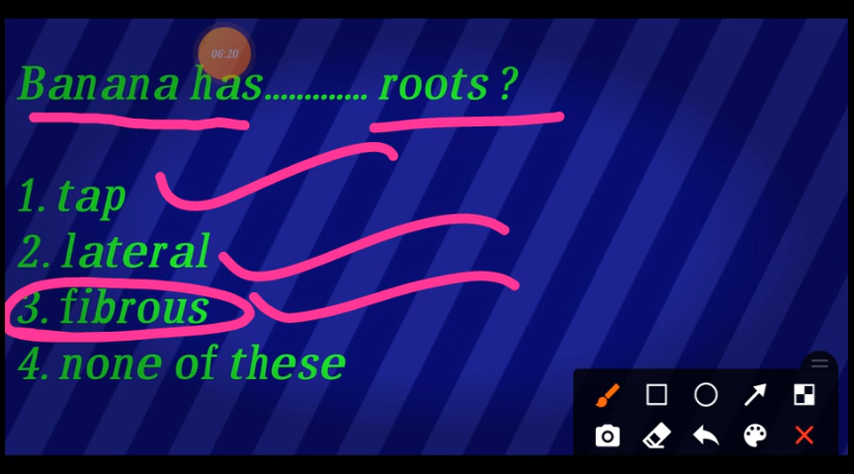 06:20
Banana has............. roots ?
1. tap
2. lateral
3. fibrous
4. none of these